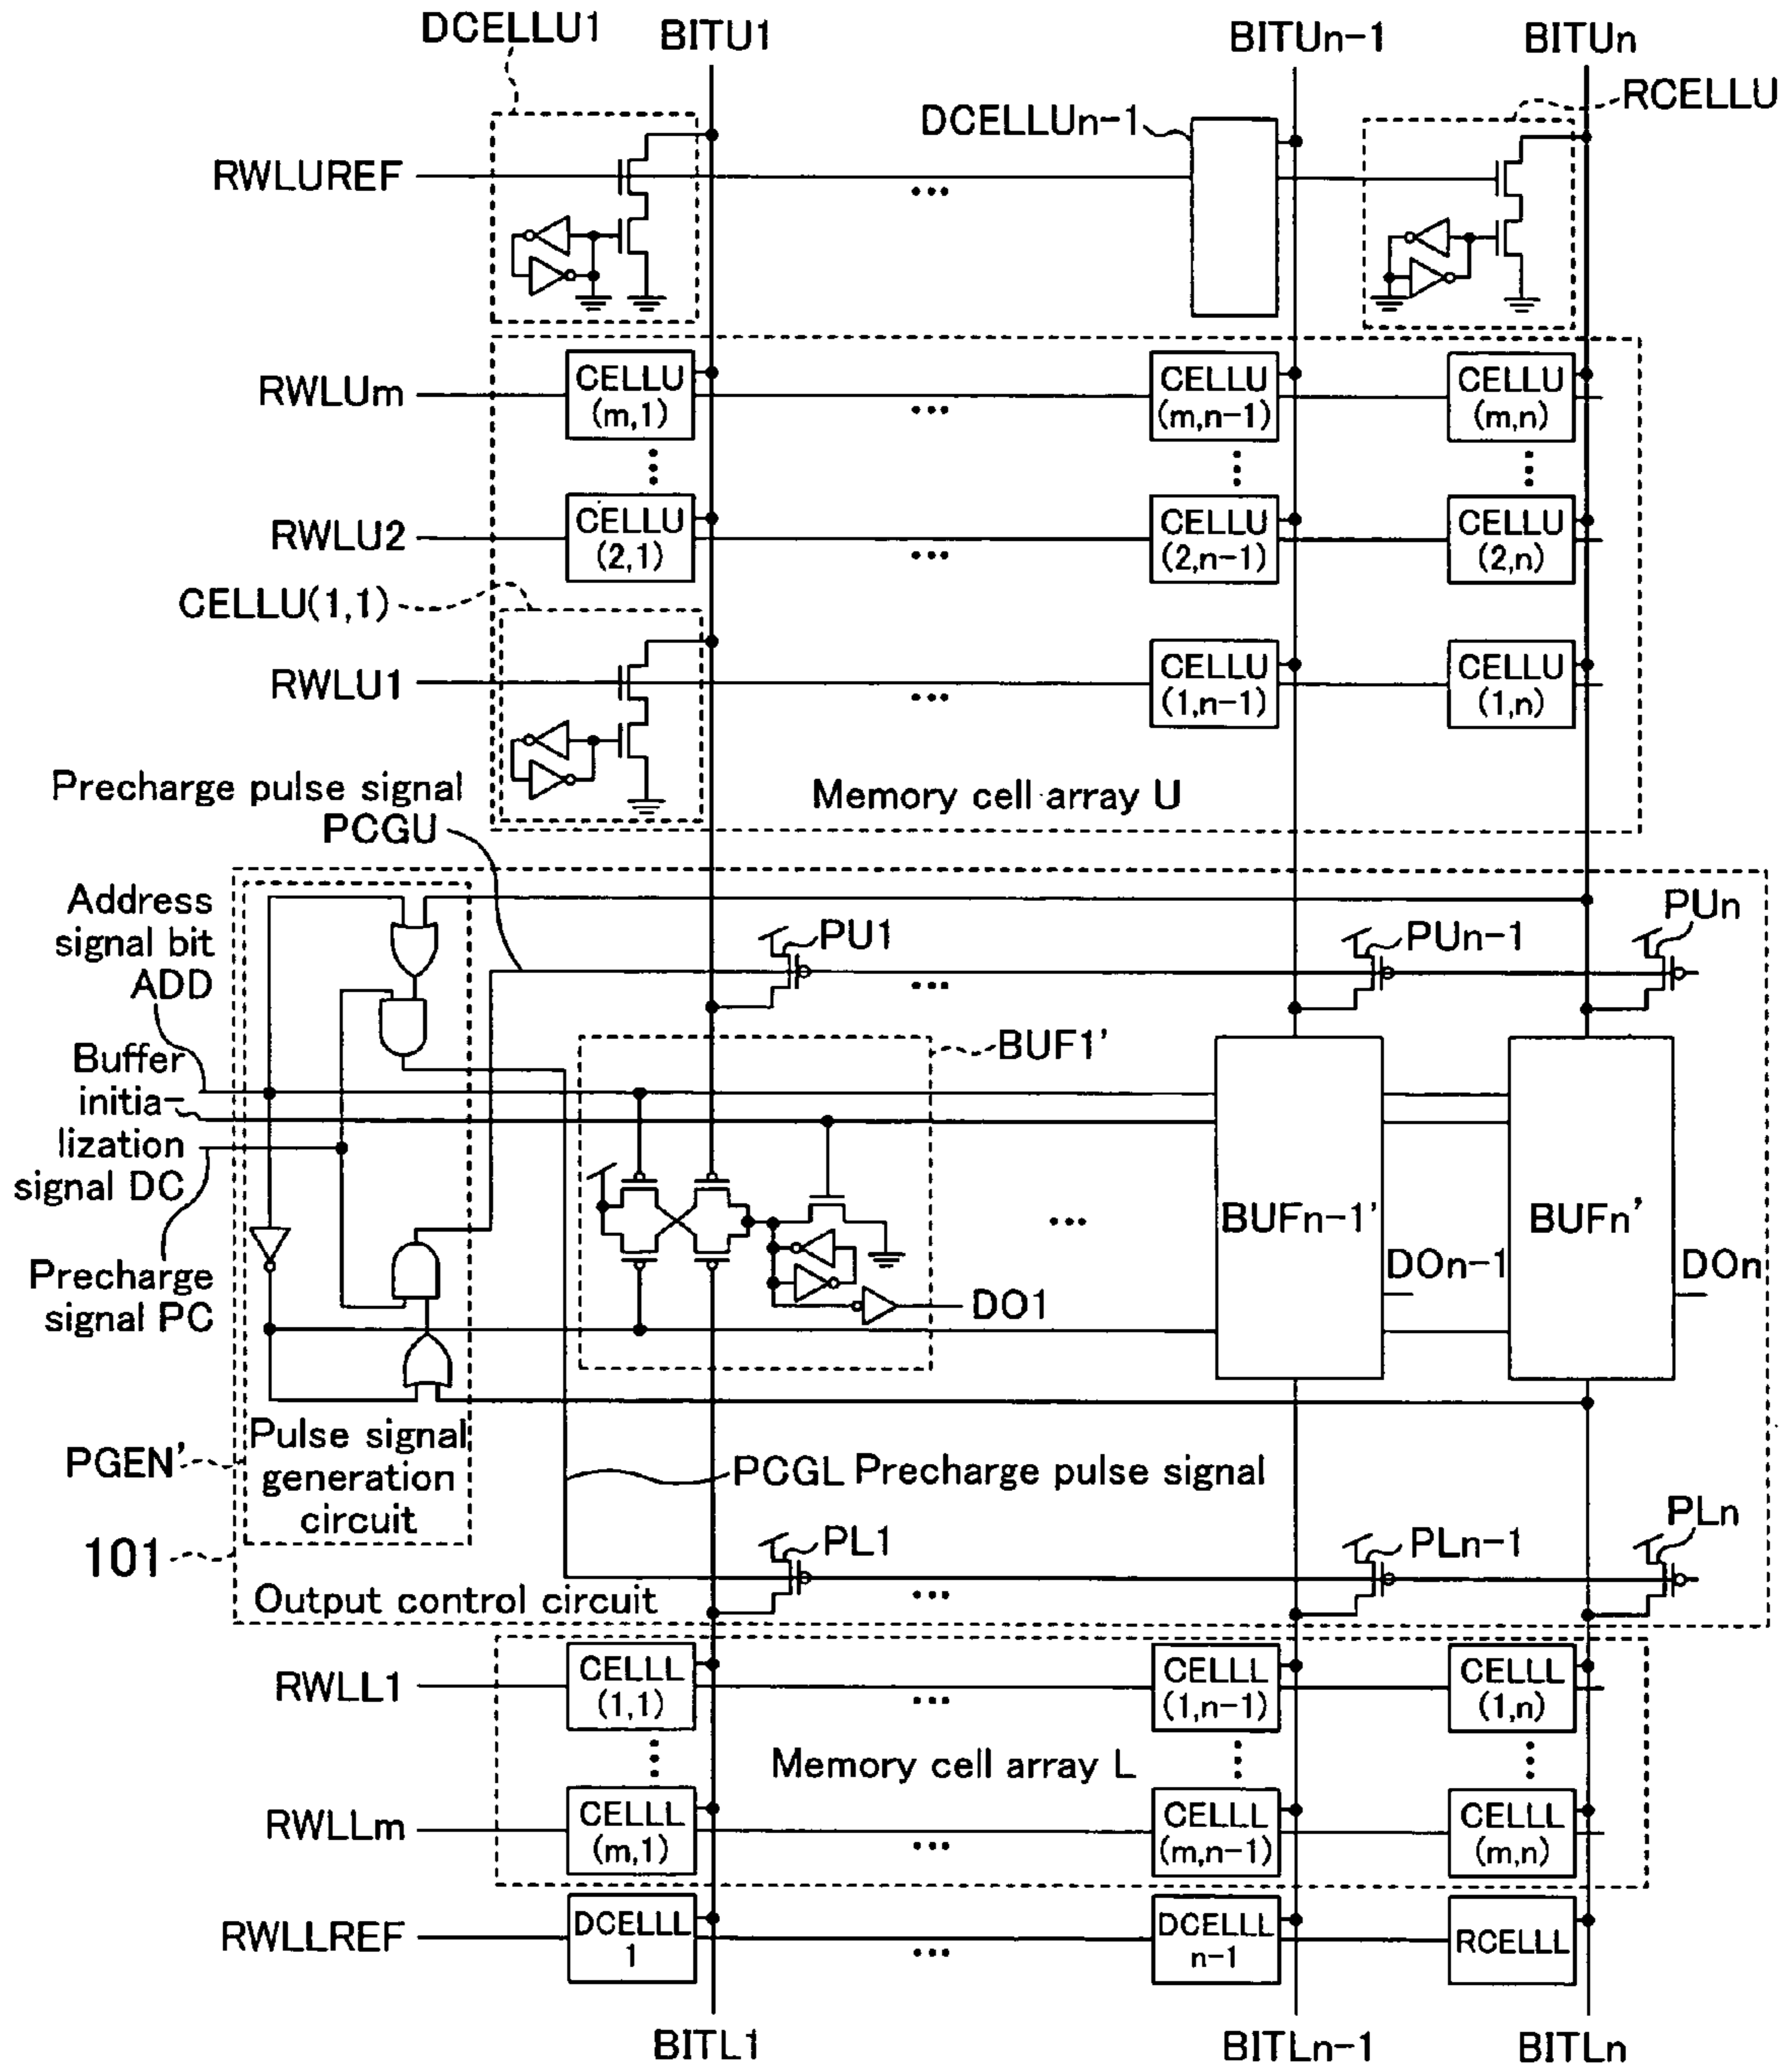 DCELLU1
BITU1
BITUn-1
BITUn
DCELLUn-1
RCELLU
RWLUREF
...
RWLUm
CELLU
(m,1)
...
CELLU
(m,n-1)
CELLU
(m,n)
RWLU2
CELLU
(2,1)
...
CELLU
(2,n-1)
CELLU
(2,n)
CELLU(1,1)
RWLU1
...
CELLU
(1,n-1)
CELLU
(1,n)
Precharge pulse signal
PCGU
Memory cell array U
Address
signal bit
ADD
PU1
...
PUn-1
PUn
Buffer
initia-
lization
signal DC
BUF1'
Precharge
signal PC
...
BUFn-1'
BUFn'
DO1
DOn-1
DOn
PGEN'
Pulse signal
generation
circuit
PCGL Precharge pulse signal
101
Output control circuit
PL1
...
PLn-1
PLn
RWLL1
CELLL
(1,1)
...
CELLL
(1,n-1)
CELLL
(1,n)
Memory cell array L
RWLLm
CELLL
(m,1)
...
CELLL
(m,n-1)
CELLL
(m,n)
RWLLREF
DCELLL
1
...
DCELLL
n-1
RCELLL
BITL1
BITLn-1
BITLn